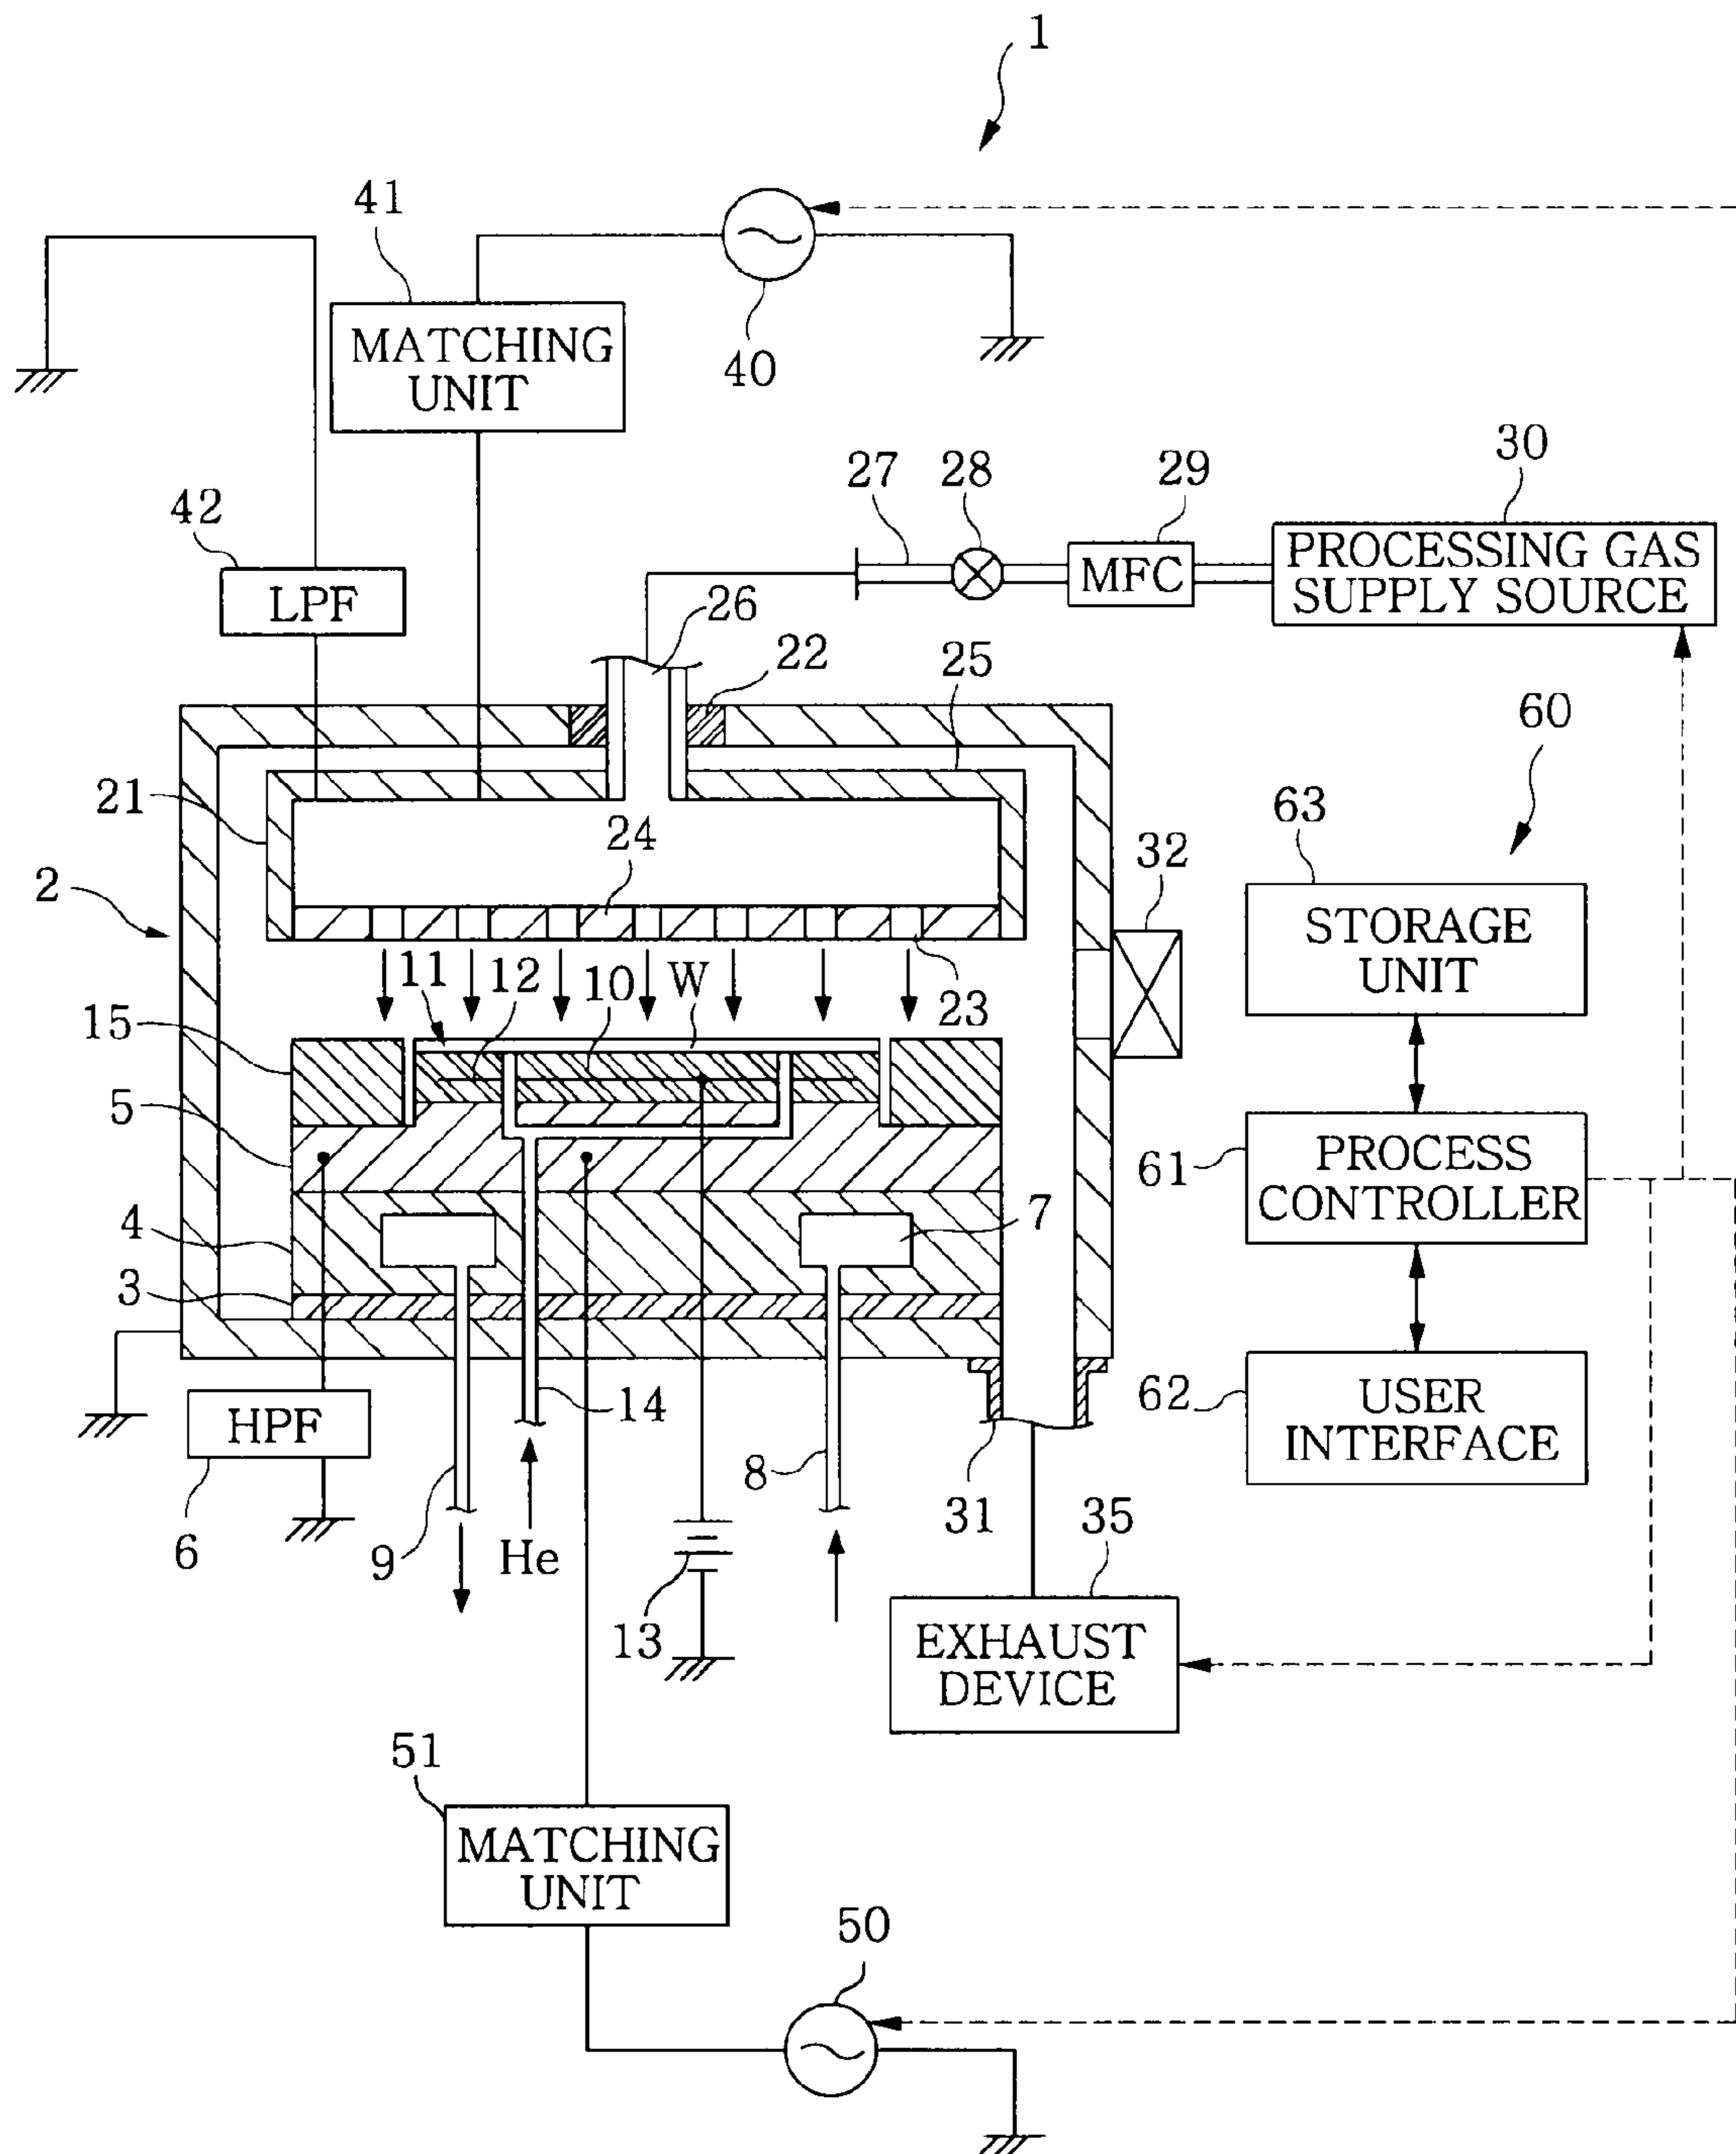 1
41
40
MATCHING
UNIT
42
LPF
27
28
29
30
MFC
PROCESSING GAS
SUPPLY SOURCE
26
22
25
60
21
24
2
32
63
STORAGE
UNIT
11
12
10
W
23
15
5
61
PROCESS
CONTROLLER
4
7
3
62
USER
INTERFACE
HPF
6
9
14
He
8
13
31
35
EXHAUST
DEVICE
51
MATCHING
UNIT
50